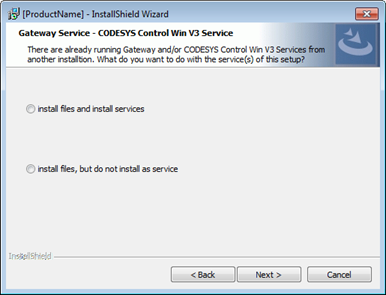 [ProductName] - InstallShield Wizard
Gateway Service - CODESYS Control Win V3 Service
There are already running Gateway and/or CODESYS Control Win V3 Services from
another installtion. What do you want to do with the service(s) of this setup?
install files and install services
install files, but do not install as service
InstallShield
< Back
Next >
Cancel